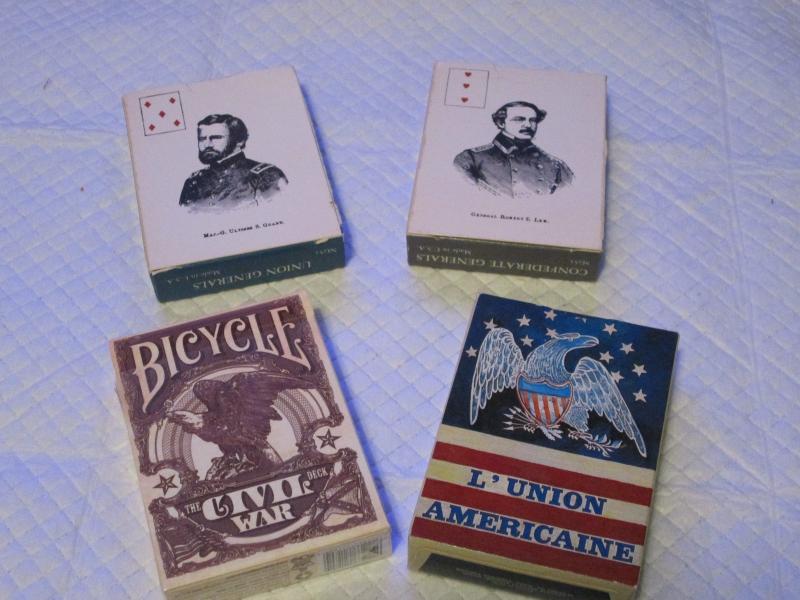 MAJ.-G. ULYSSES S. GRANT.
UNION GENERALS
Made in U.S.A.
GENERAL ROBERT E. LEE.
CONFEDERATE GENERALS
Made in U.S.A.
BICYCLE
THE CIVIL WAR DECK
L'UNION
AMERICAINE